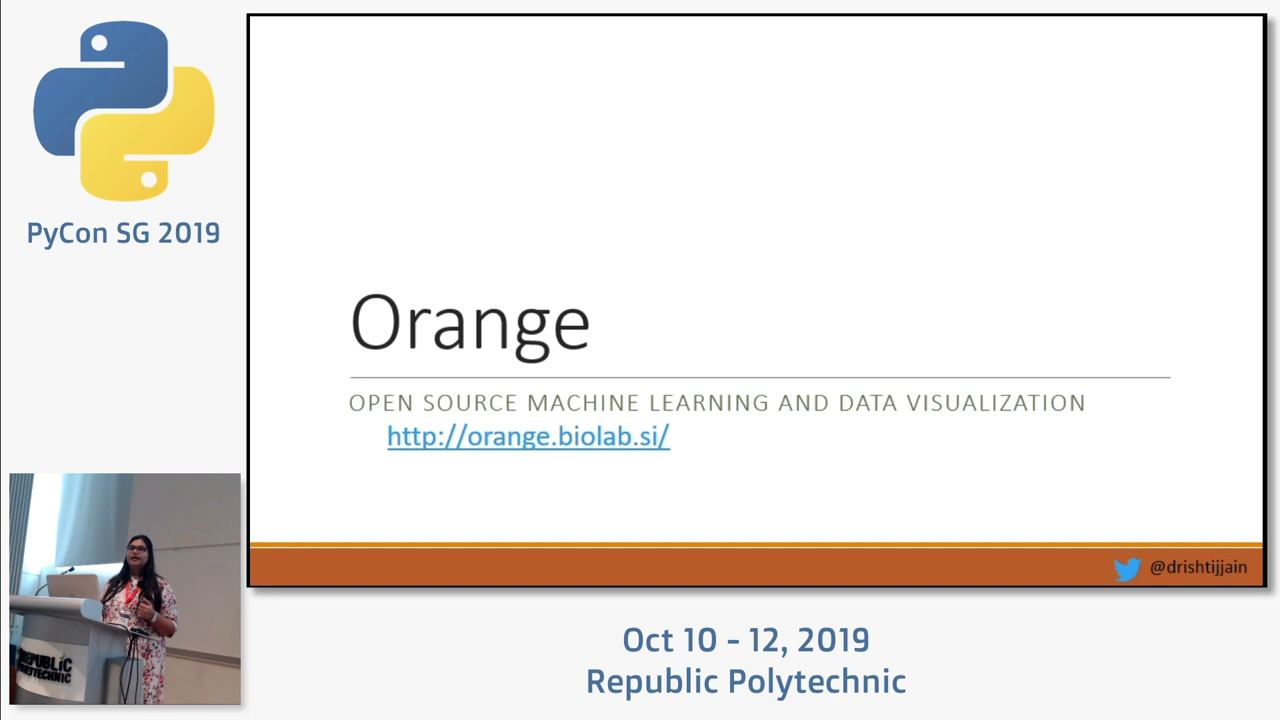 PyCon SG 2019
Orange
OPEN SOURCE MACHINE LEARNING AND DATA VISUALIZATION
http://orange.biolab.si/
@drishtijjain
REPUBLIC
POLYTECHNIC
Oct 10 - 12, 2019
Republic Polytechnic